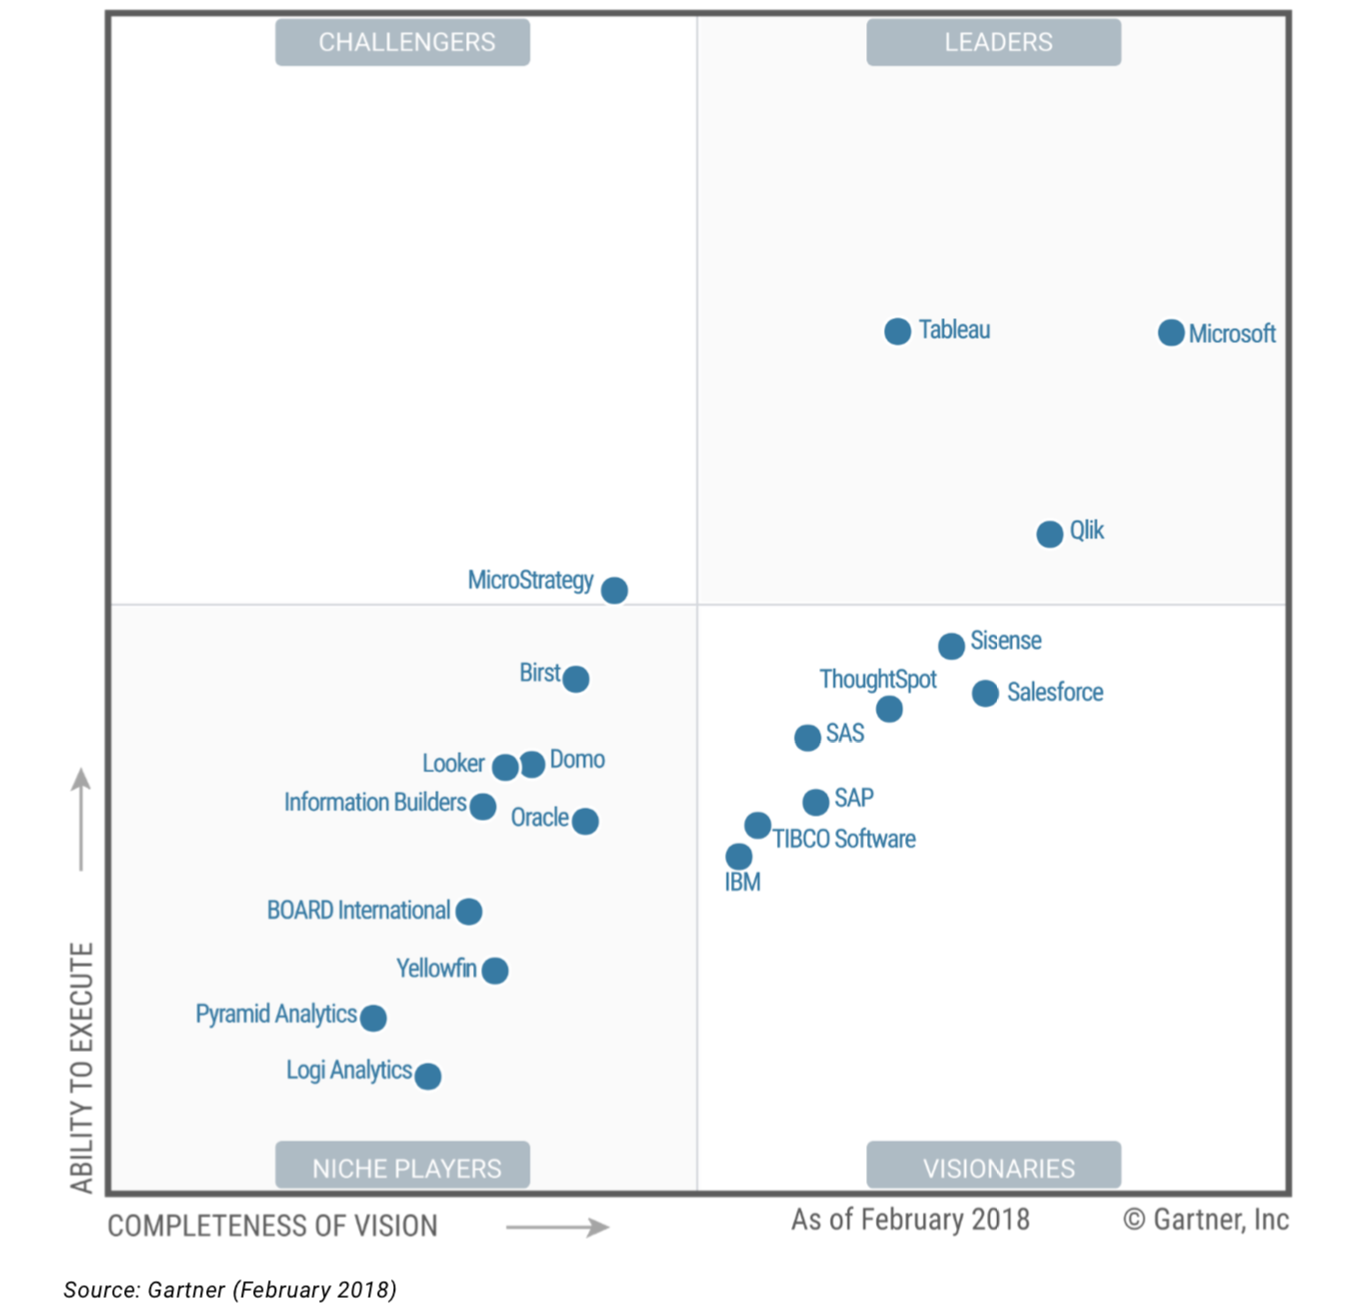 CHALLENGERS
LEADERS
Tableau
Microsoft
Qlik
MicroStrategy
Sisense
Birst
ThoughtSpot
Salesforce
SAS
Looker
Domo
Information Builders
SAP
Oracle
TIBCO Software
IBM
BOARD International
Yellowfin
Pyramid Analytics
Logi Analytics
ABILITY TO EXECUTE
NICHE PLAYERS
VISIONARIES
COMPLETENESS OF VISION
As of February 2018
© Gartner, Inc
Source: Gartner (February 2018)